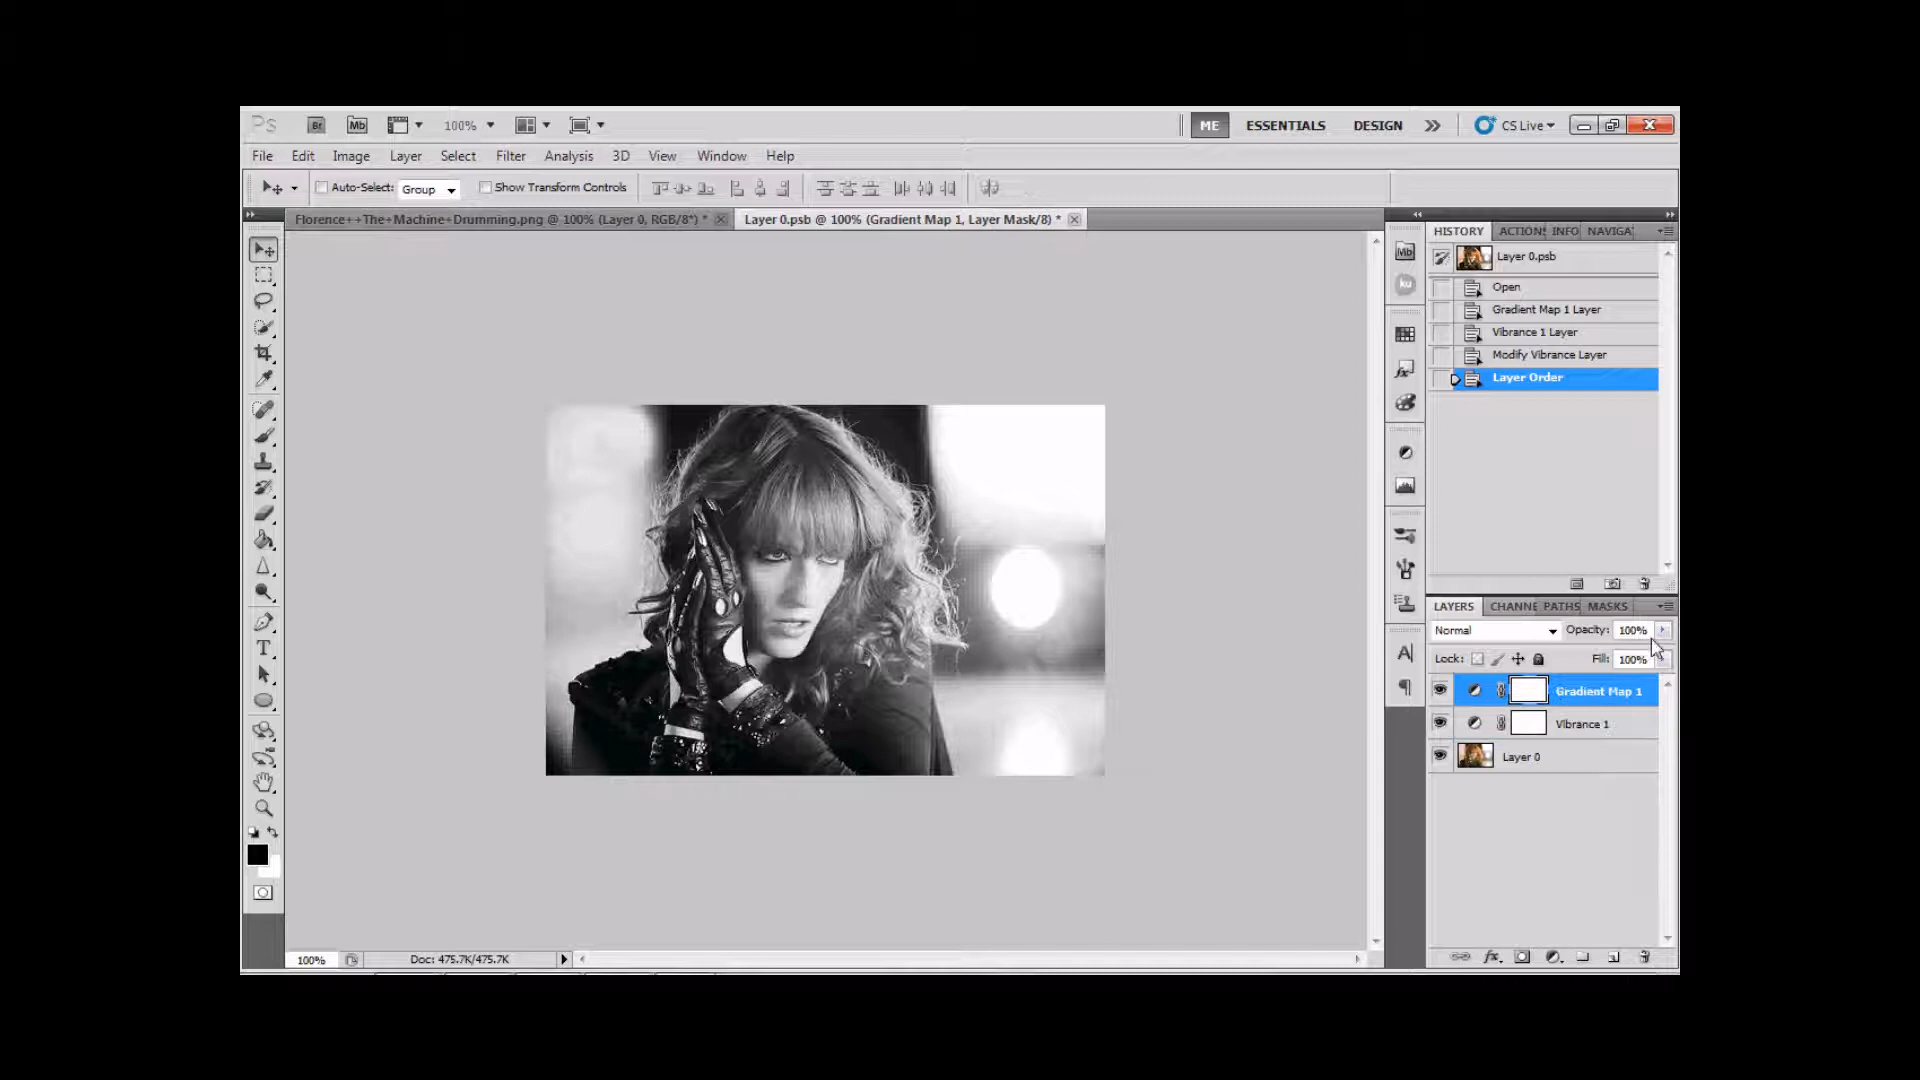 Ps Br Mb 100% ME ESSENTIALS DESIGN CS Live
File Edit Image Layer Select Filter Analysis 3D View Window Help
Auto-Select: Group Show Transform Controls
Florence++The+Machine+Drumming.png @ 100% (Layer 0, RGB/8*) * Layer 0.psb @ 100% (Gradient Map 1, Layer Mask/8) *
HISTORY ACTIONS INFO NAVIGA
Layer 0.psb
Open
Gradient Map 1 Layer
Vibrance 1 Layer
Modify Vibrance Layer
Layer Order
Mb
ku
LAYERS CHANNE PATHS MASKS
Normal Opacity: 100%
Lock: Fill: 100%
Gradient Map 1
Vibrance 1
Layer 0
100% Doc: 475.7K/475.7K